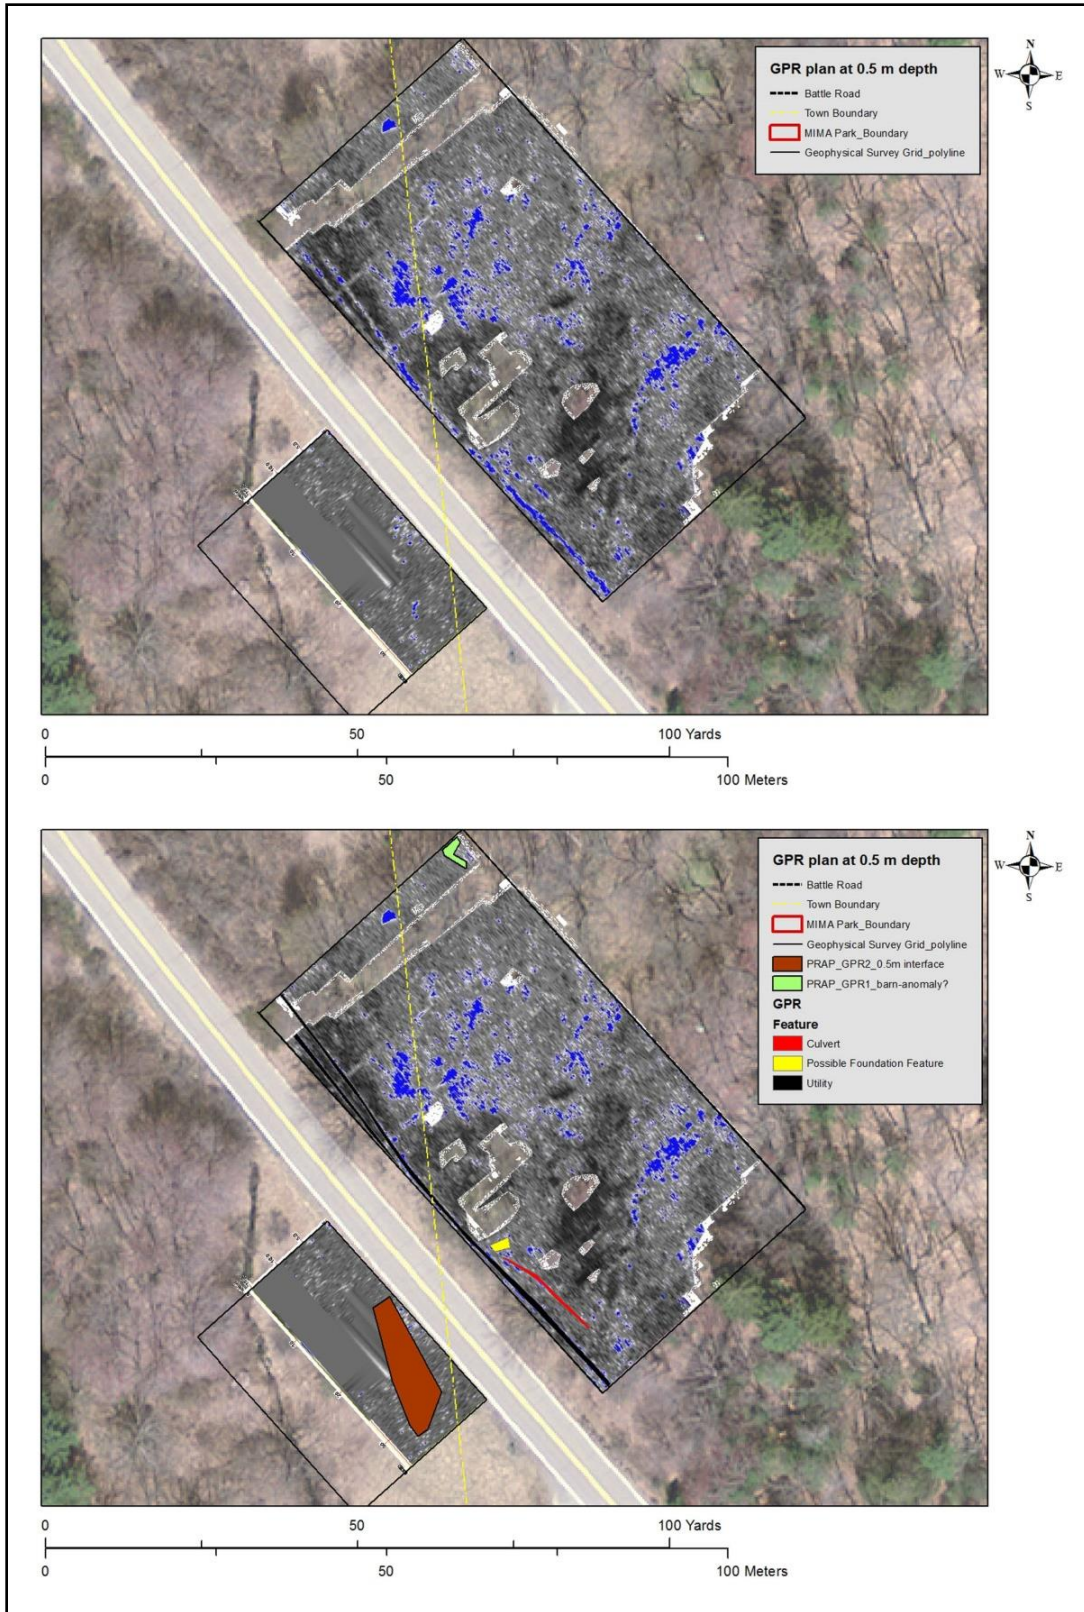 GPR plan at 0.5 m depth
Battle Road
Town Boundary
MIMA Park_Boundary
Geophysical Survey Grid_polyline
N
W E
S
0 50 100 Yards
0 50 100 Meters
GPR plan at 0.5 m depth
Battle Road
Town Boundary
MIMA Park_Boundary
Geophysical Survey Grid_polyline
PRAP_GPR2_0.5m interface
PRAP_GPR1_barn-anomaly?
GPR
Feature
Culvert
Possible Foundation Feature
Utility
N
W E
S
0 50 100 Yards
0 50 100 Meters